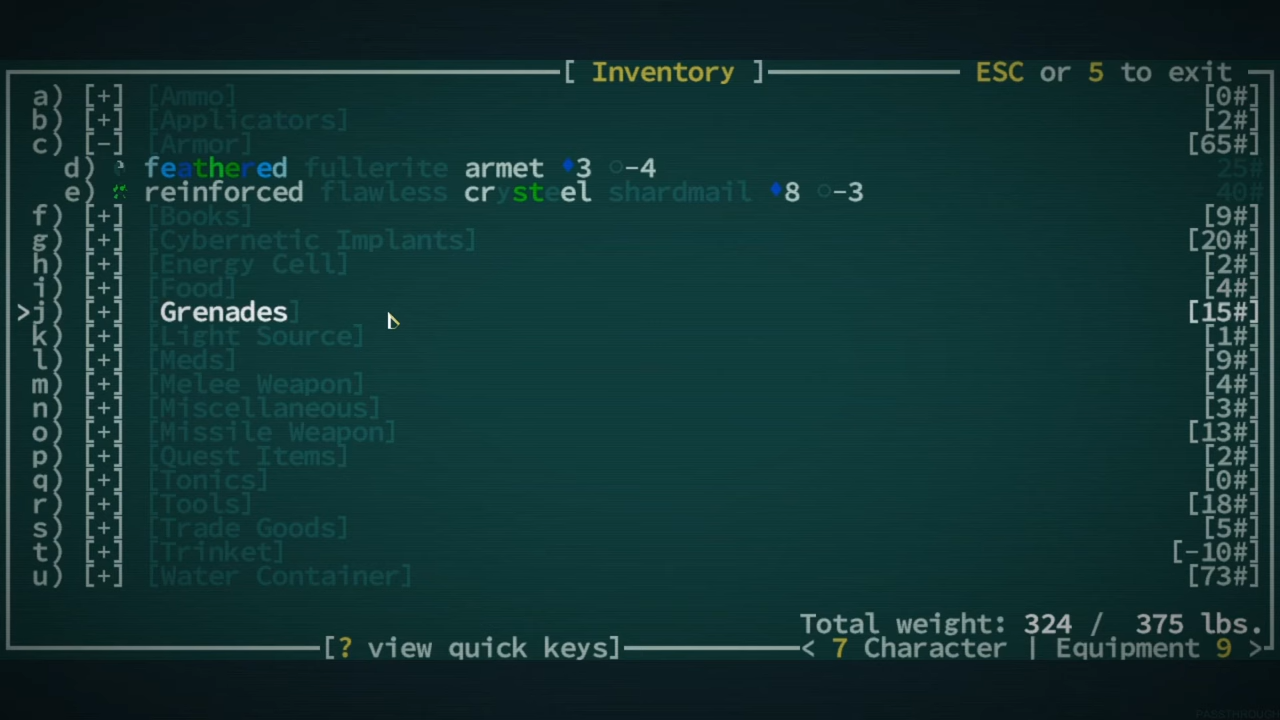 [ Inventory ] ESC or 5 to exit
a) [+] [Ammo] [0#]
b) [+] [Applicators] [2#]
c) [-] [Armor] [65#]
d) feathered fullerite armet ♦3 ○-4 25#
e) reinforced flawless crysteel shardmail ♦8 ○-3 40#
f) [+] [Books] [9#]
g) [+] [Cybernetic Implants] [20#]
h) [+] [Energy Cell] [2#]
i) [+] [Food] [4#]
>j) [+] Grenades] [15#]
k) [+] [Light Source] [1#]
l) [+] [Meds] [9#]
m) [+] [Melee Weapon] [4#]
n) [+] [Miscellaneous] [3#]
o) [+] [Missile Weapon] [13#]
p) [+] [Quest Items] [2#]
q) [+] [Tonics] [0#]
r) [+] [Tools] [18#]
s) [+] [Trade Goods] [5#]
t) [+] [Trinket] [-10#]
u) [+] [Water Container] [73#]
Total weight: 324 / 375 lbs.
[? view quick keys] < 7 Character | Equipment 9 >